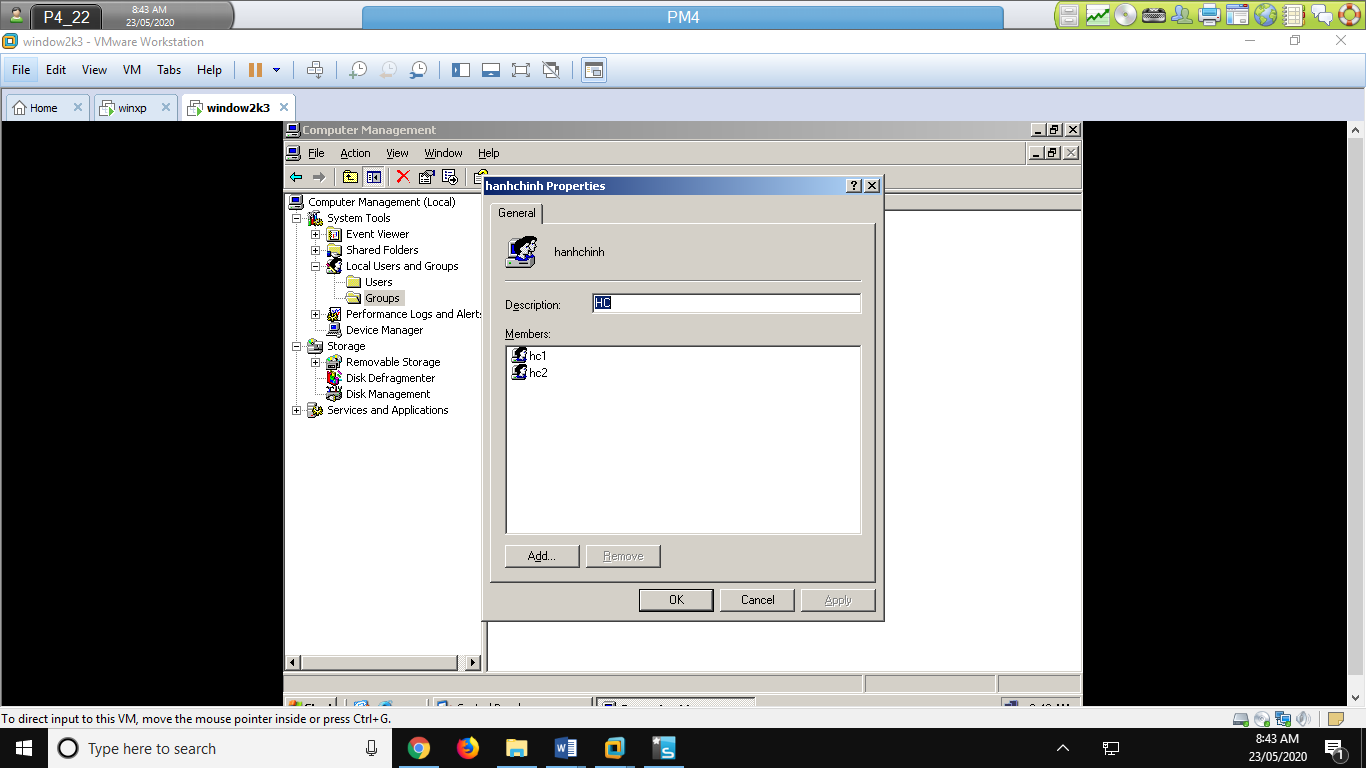 P4_22
8:43 AM
23/05/2020
PM4
window2k3 - VMware Workstation
File Edit View VM Tabs Help
Home winxp window2k3
Computer Management
File Action View Window Help
hanhchinh Properties
General
hanhchinh
Description: HC
Members:
hc1
hc2
Add... Remove
OK Cancel Apply
Computer Management (Local)
System Tools
Event Viewer
Shared Folders
Local Users and Groups
Users
Groups
Performance Logs and Alert
Device Manager
Storage
Removable Storage
Disk Defragmenter
Disk Management
Services and Applications
To direct input to this VM, move the mouse pointer inside or press Ctrl+G.
Type here to search
8:43 AM
23/05/2020
1